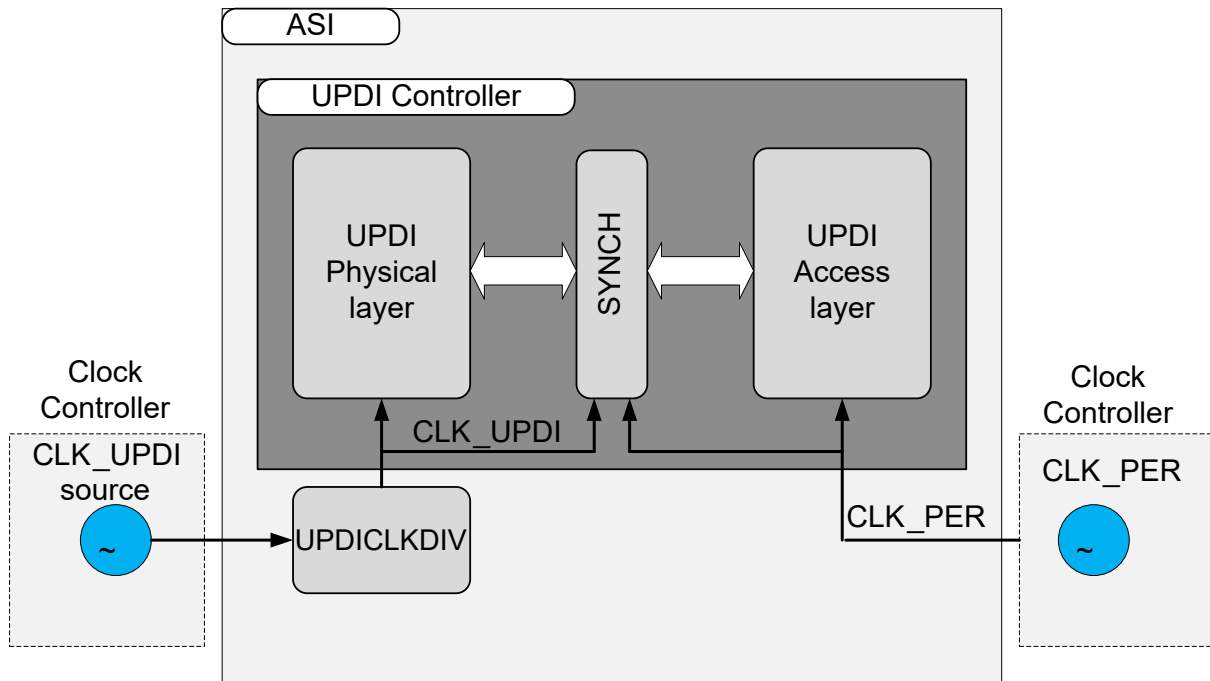 ASI
UPDI Controller
UPDI
Physical
layer
SYNCH
UPDI
Access
layer
Clock
Controller
CLK_UPDI
source
~
CLK_UPDI
UPDICLKDIV
CLK_PER
Clock
Controller
CLK_PER
~